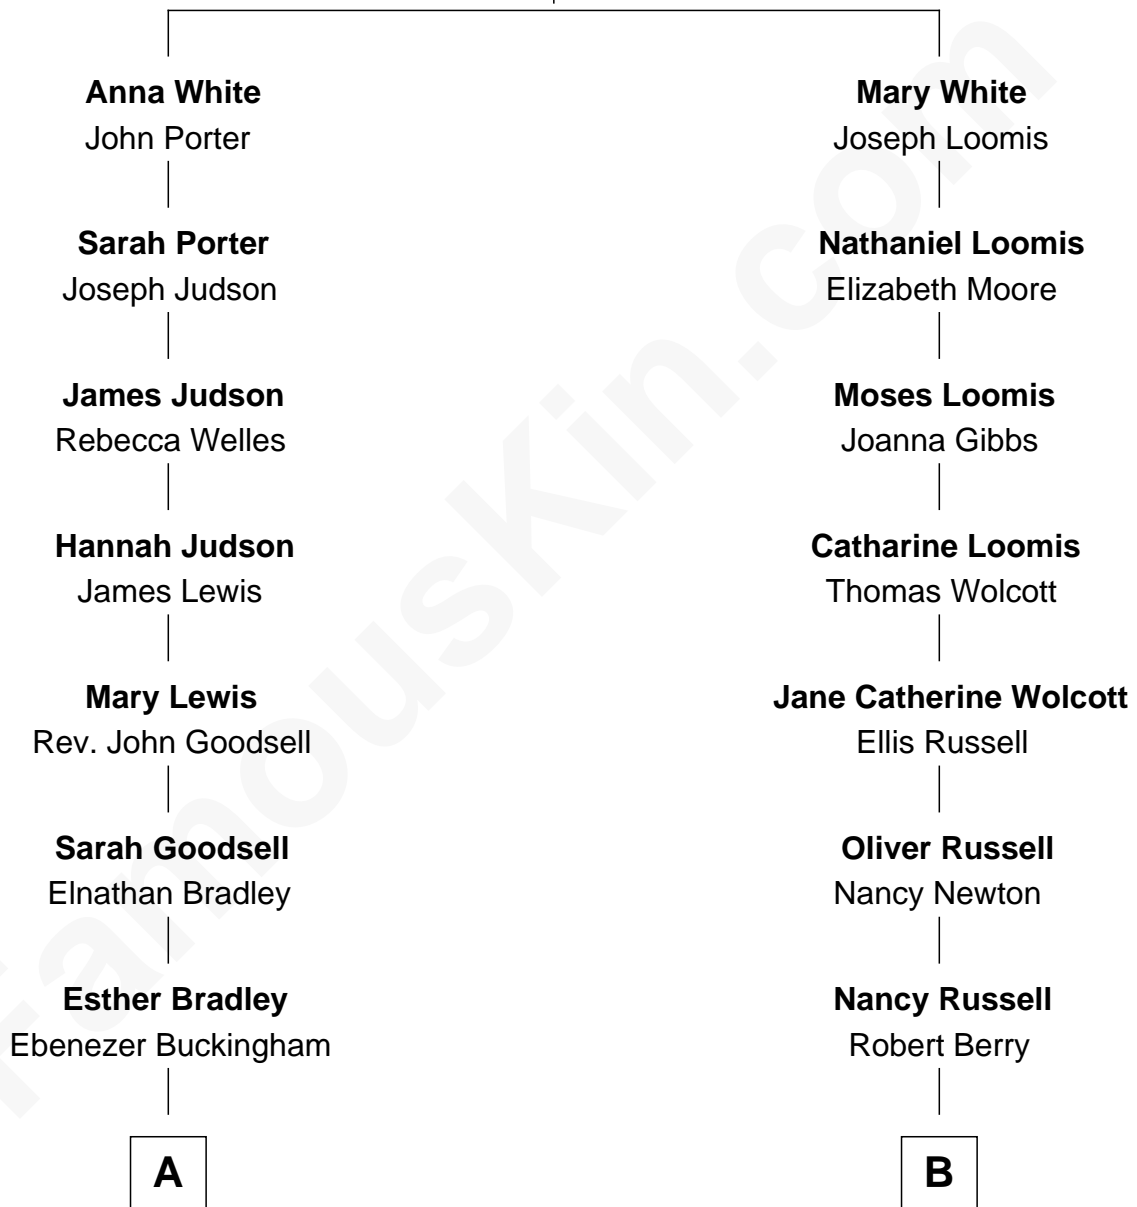 Anna White
John Porter
Sarah Porter
Joseph Judson
James Judson
Rebecca Welles
Hannah Judson
James Lewis
Mary Lewis
Rev. John Goodsell
Sarah Goodsell
Elnathan Bradley
Esther Bradley
Ebenezer Buckingham
A
Mary White
Joseph Loomis
Nathaniel Loomis
Elizabeth Moore
Moses Loomis
Joanna Gibbs
Catharine Loomis
Thomas Wolcott
Jane Catherine Wolcott
Ellis Russell
Oliver Russell
Nancy Newton
Nancy Russell
Robert Berry
B
FamousKin.com